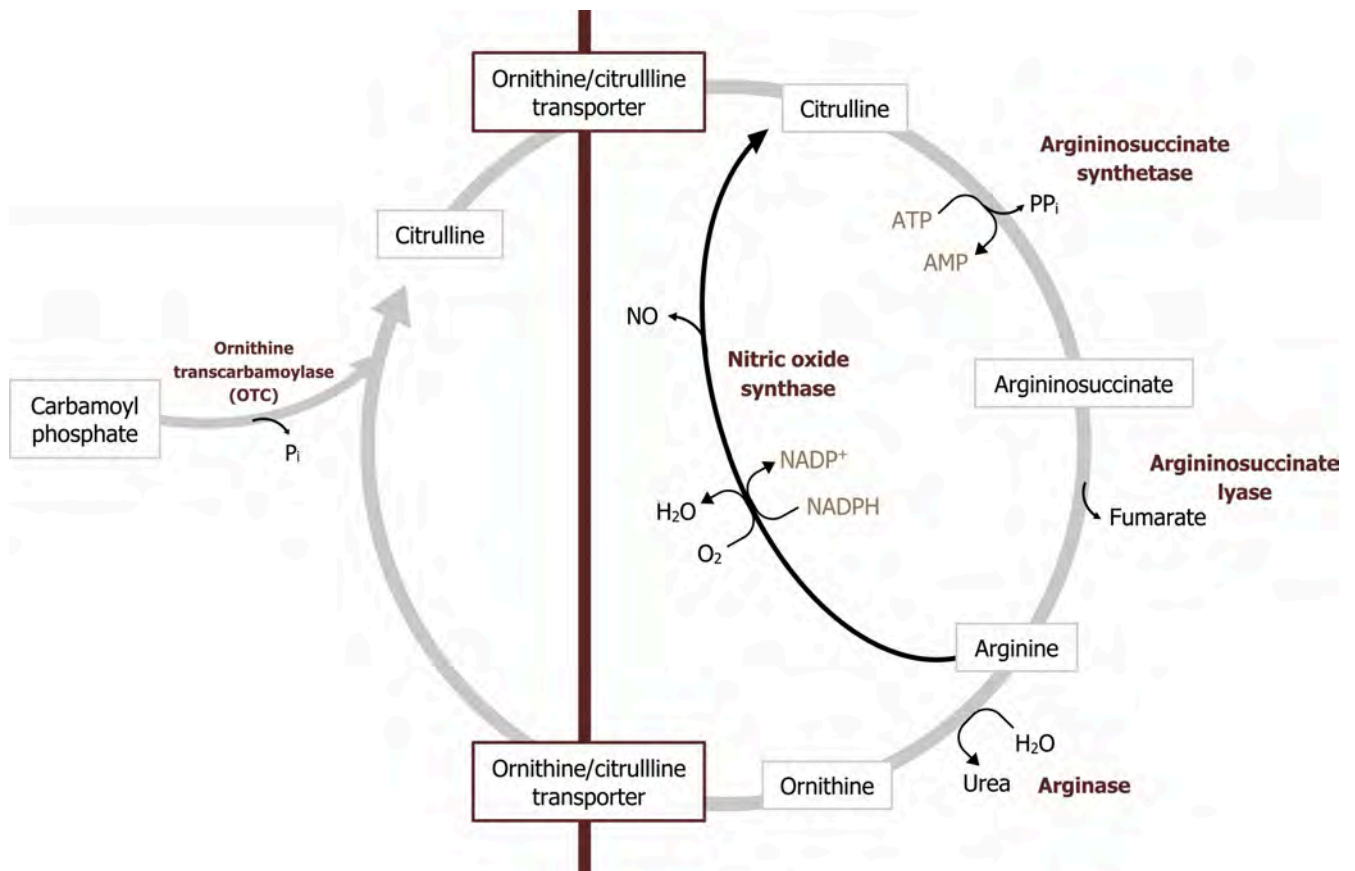 Ornithine/citrullline
transporter
Citrulline
Argininosuccinate
synthetase
ATP
PPi
AMP
Citrulline
NO
Ornithine
transcarbamoylase
(OTC)
Carbamoyl
phosphate
Pi
Nitric oxide
synthase
Argininosuccinate
Argininosuccinate
lyase
NADP+
NADPH
H2O
O2
Fumarate
Arginine
H2O
Urea
Arginase
Ornithine/citrullline
transporter
Ornithine